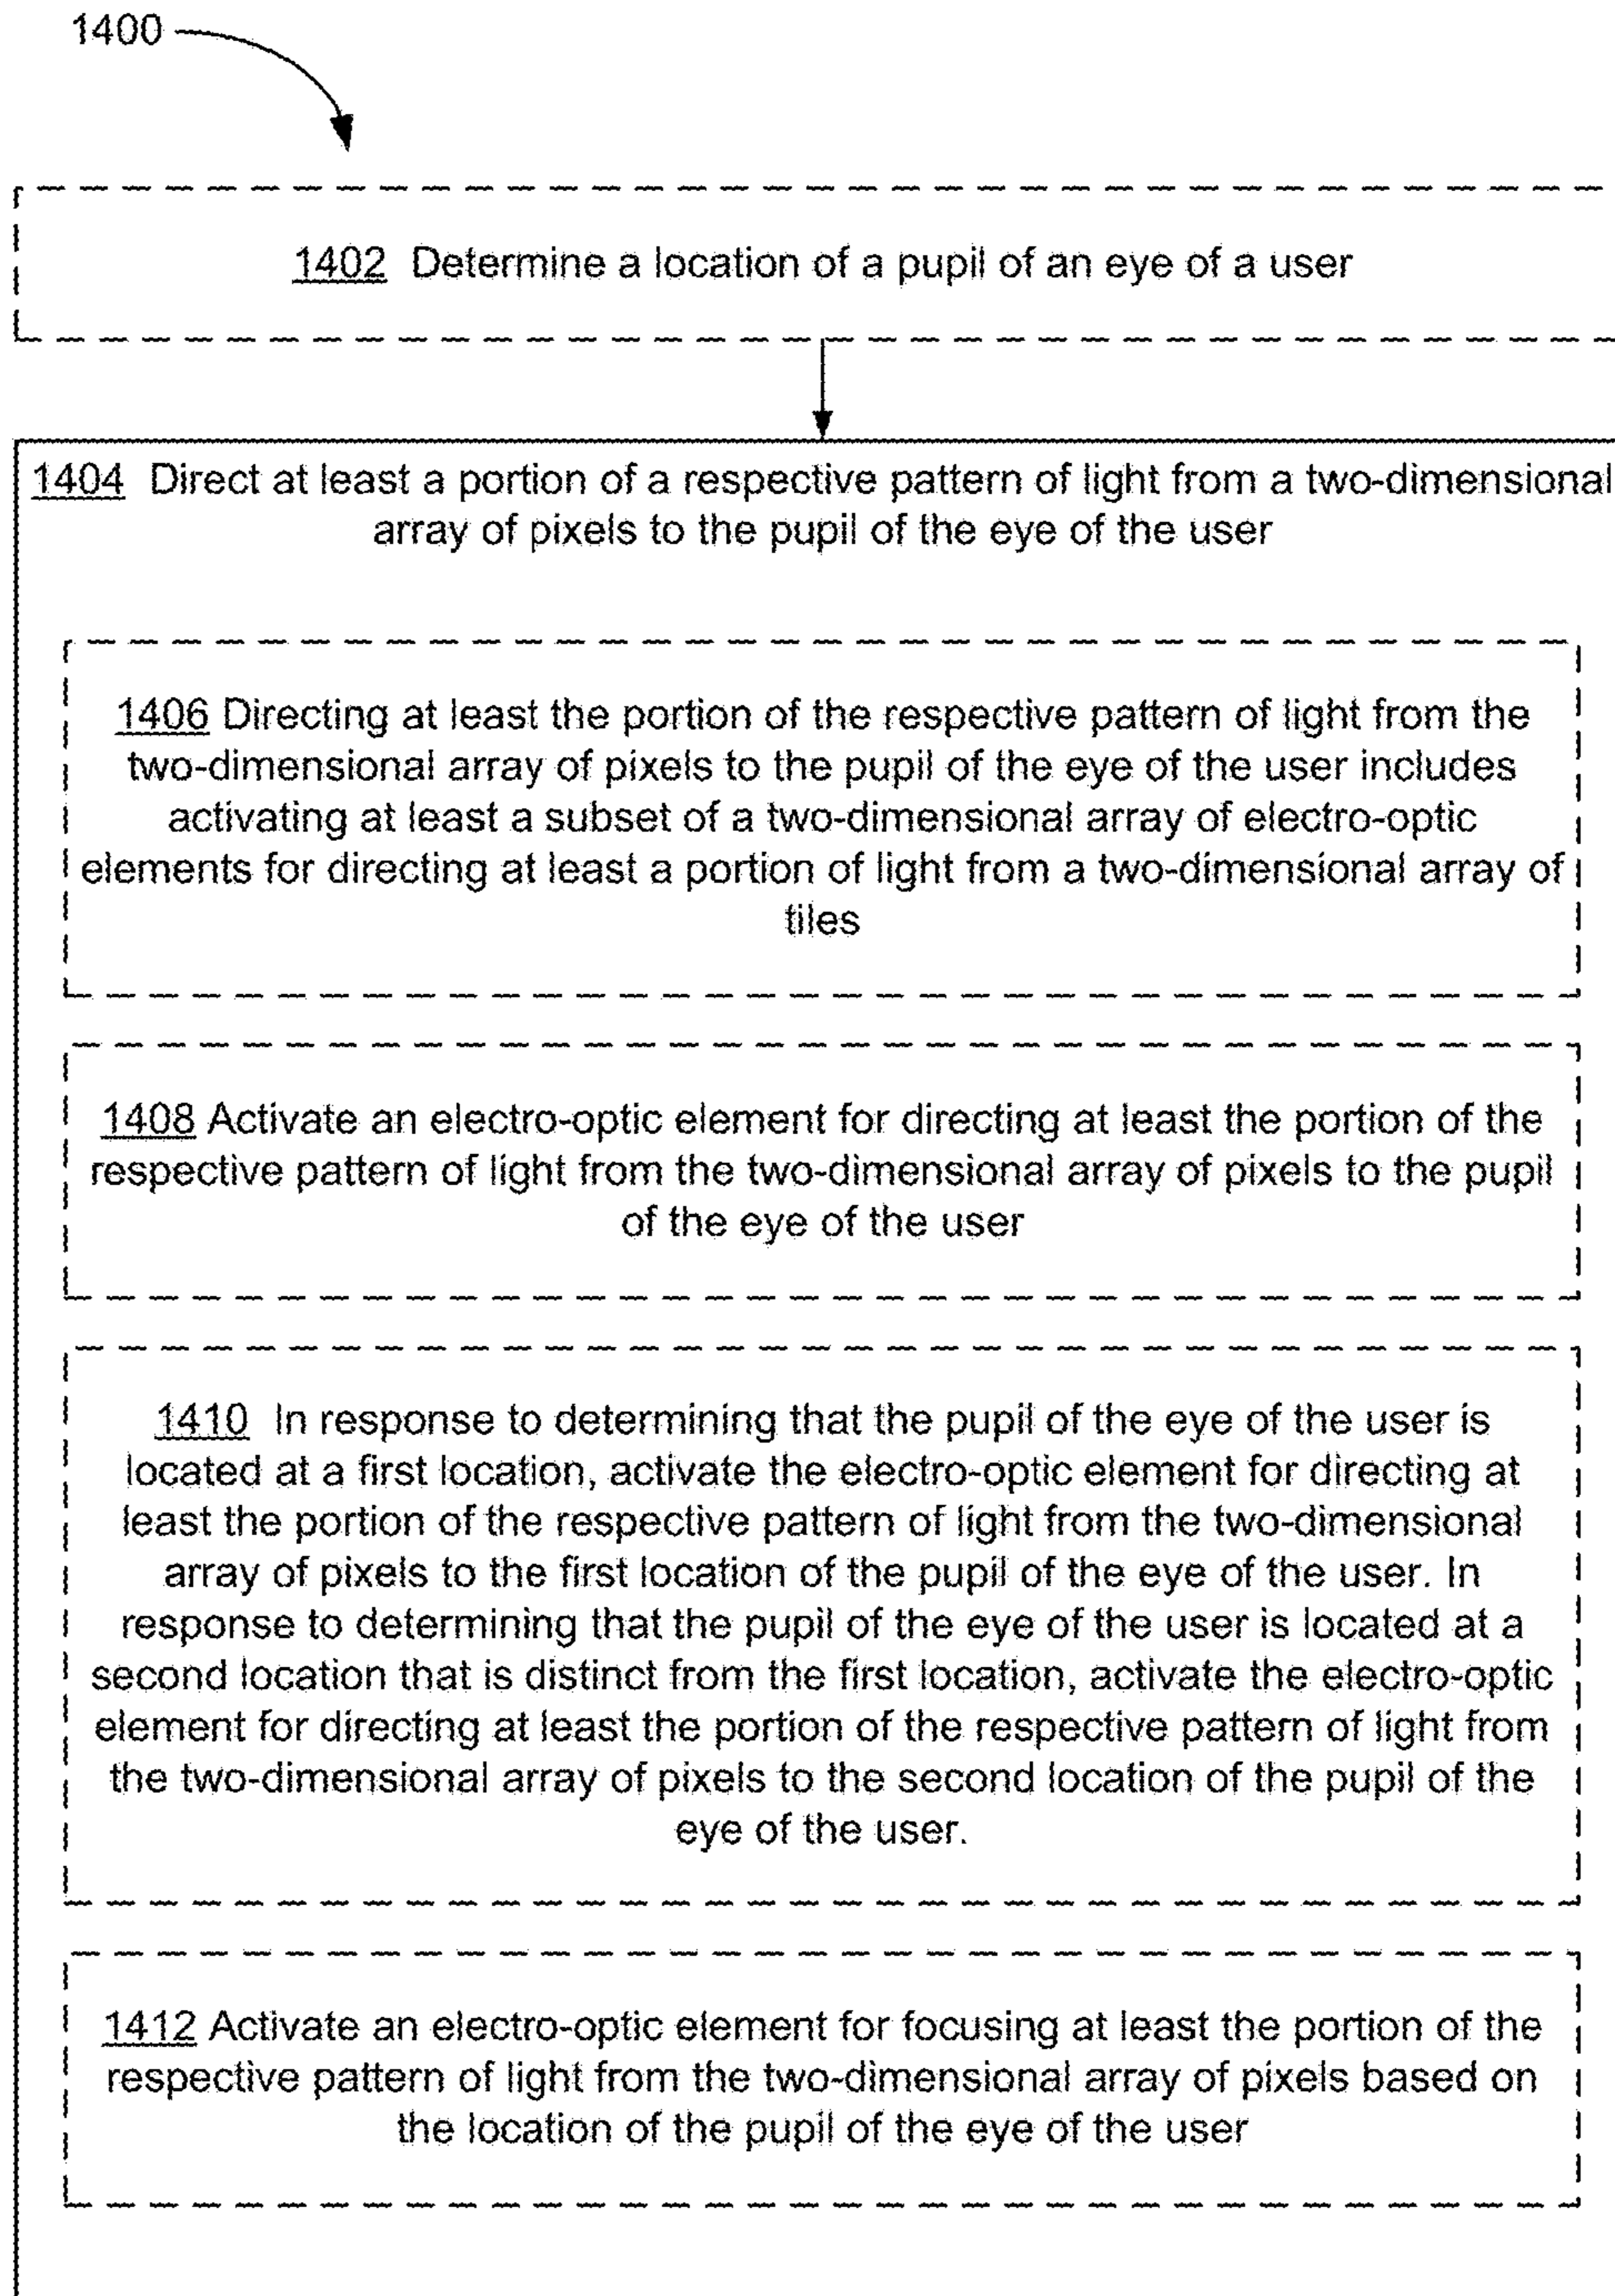 1400
1402 Determine a location of a pupil of an eye of a user
1404 Direct at least a portion of a respective pattern of light from a two-dimensional
array of pixels to the pupil of the eye of the user
1406 Directing at least the portion of the respective pattern of light from the
two-dimensional array of pixels to the pupil of the eye of the user includes
activating at least a subset of a two-dimensional array of electro-optic
elements for directing at least a portion of light from a two-dimensional array of
tiles
1408 Activate an electro-optic element for directing at least the portion of the
respective pattern of light from the two-dimensional array of pixels to the pupil
of the eye of the user
1410 In response to determining that the pupil of the eye of the user is
located at a first location, activate the electro-optic element for directing at
least the portion of the respective pattern of light from the two-dimensional
array of pixels to the first location of the pupil of the eye of the user. In
response to determining that the pupil of the eye of the user is located at a
second location that is distinct from the first location, activate the electro-optic
element for directing at least the portion of the respective pattern of light from
the two-dimensional array of pixels to the second location of the pupil of the
eye of the user.
1412 Activate an electro-optic element for focusing at least the portion of the
respective pattern of light from the two-dimensional array of pixels based on
the location of the pupil of the eye of the user